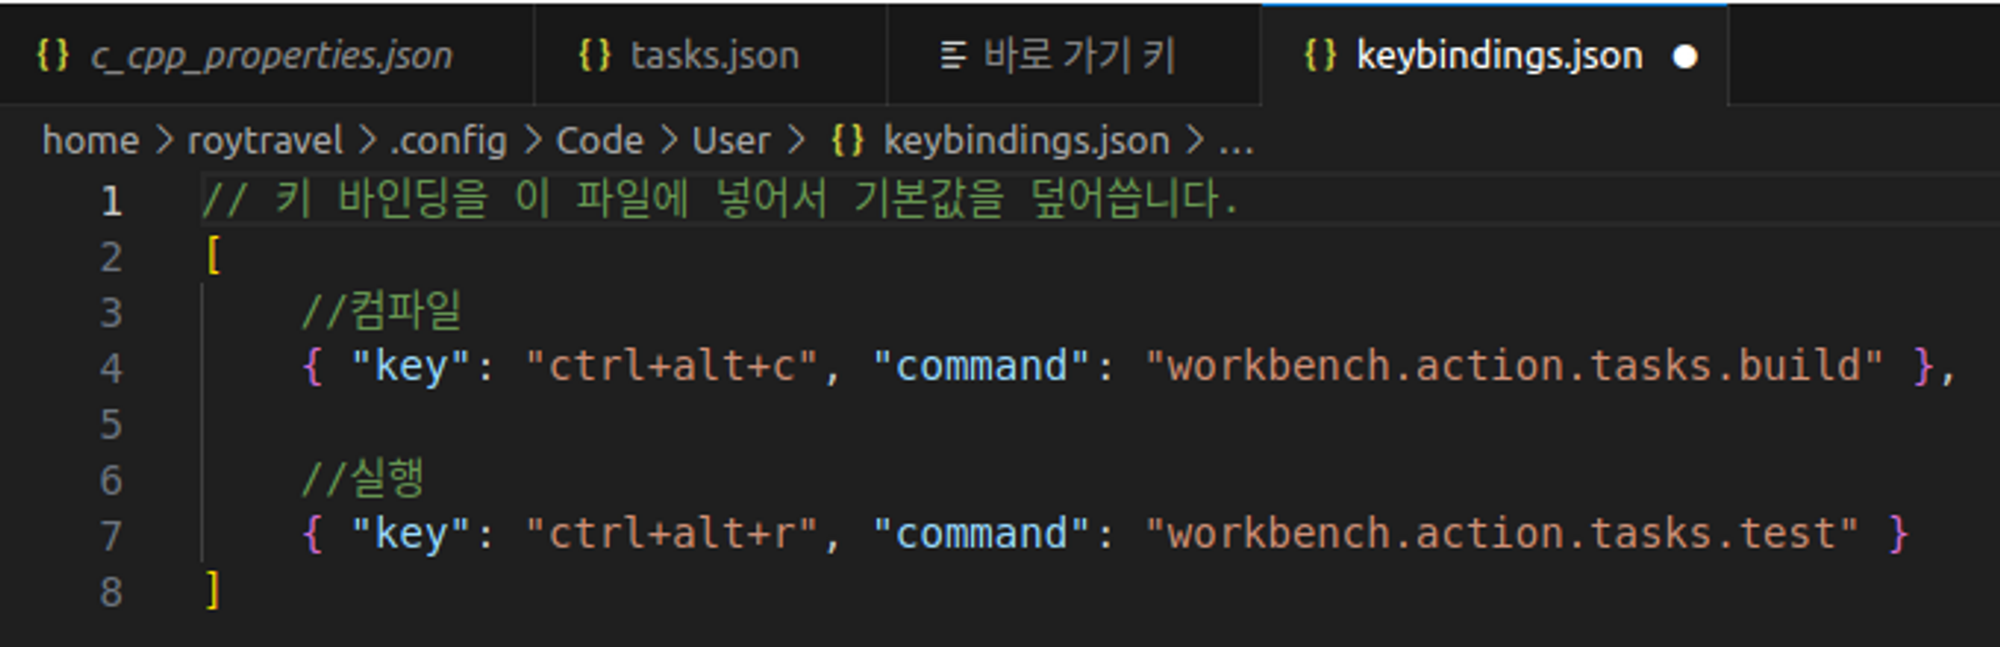 {} c_cpp_properties.json {} tasks.json 바로 가기 키 {} keybindings.json ●
home > roytravel > .config > Code > User > {} keybindings.json > ...
1 // 키 바인딩을 이 파일에 넣어서 기본값을 덮어씁니다.
2 [
3 //컴파일
4 { "key": "ctrl+alt+c", "command": "workbench.action.tasks.build" },
5
6 //실행
7 { "key": "ctrl+alt+r", "command": "workbench.action.tasks.test" }
8 ]